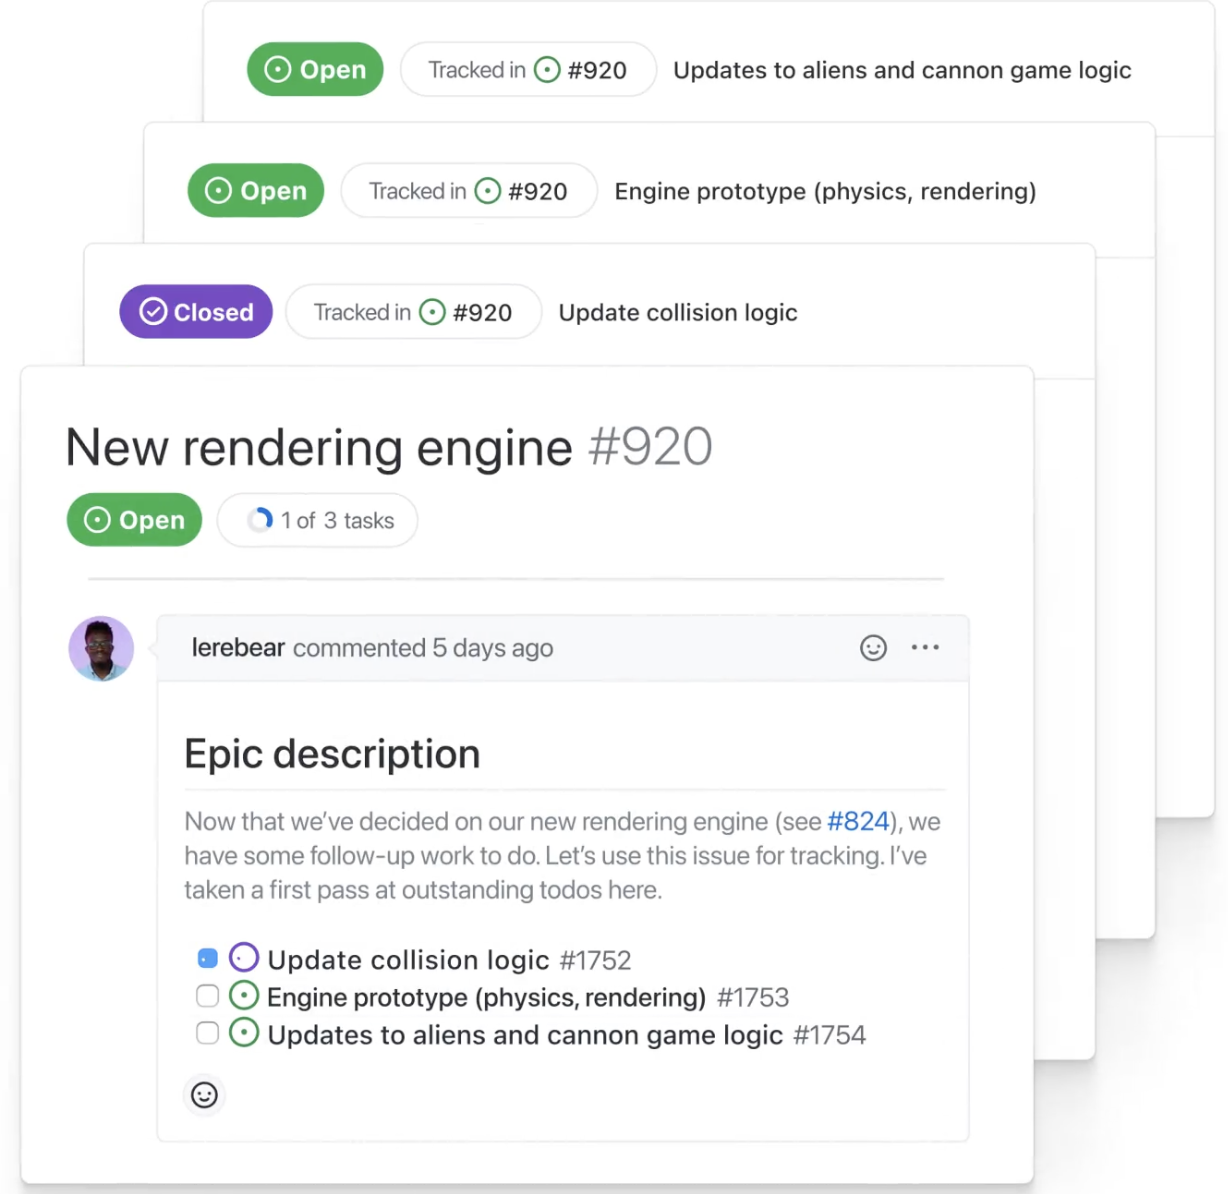 Open Tracked in #920 Updates to aliens and cannon game logic
Open Tracked in #920 Engine prototype (physics, rendering)
Closed Tracked in #920 Update collision logic
New rendering engine #920
Open 1 of 3 tasks
lerebear commented 5 days ago
Epic description
Now that we’ve decided on our new rendering engine (see #824), we
have some follow-up work to do. Let’s use this issue for tracking. I’ve
taken a first pass at outstanding todos here.
Update collision logic #1752
Engine prototype (physics, rendering) #1753
Updates to aliens and cannon game logic #1754